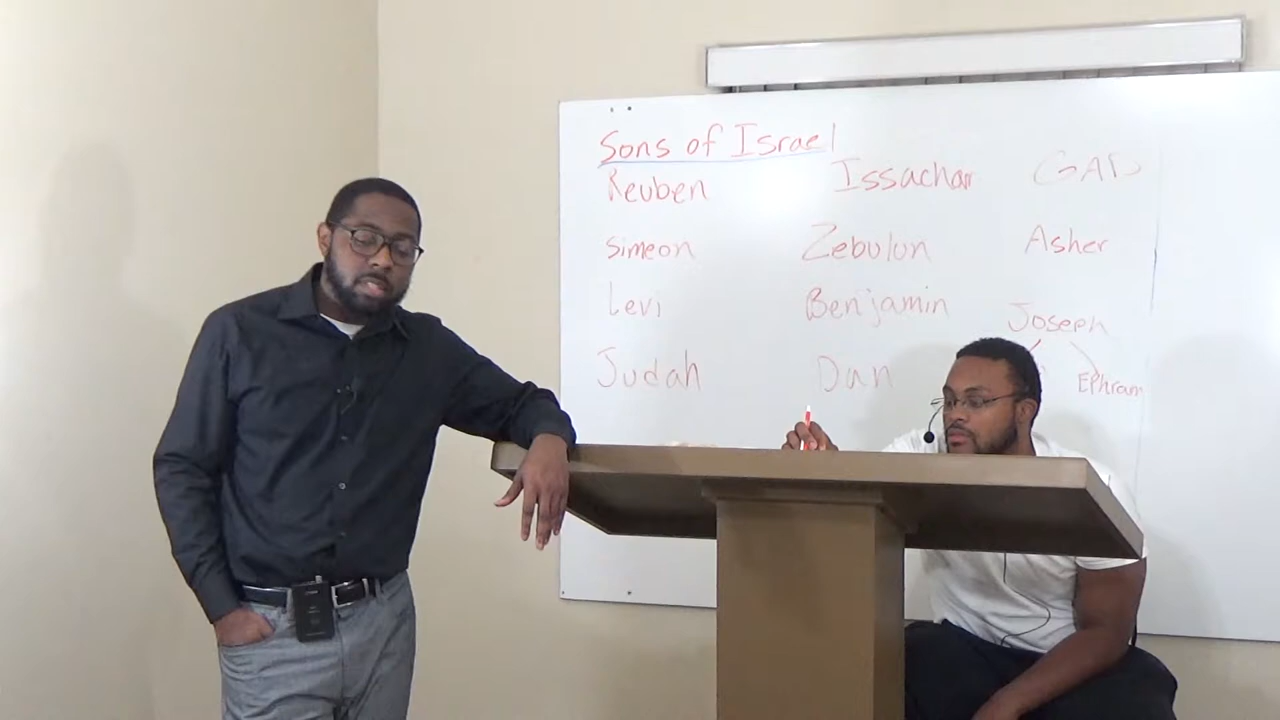 Sons of Israel
Reuben
Simeon
Levi
Judah
Issachar
Zebulon
Benjamin
Dan
GAD
Asher
Joseph
Ephram